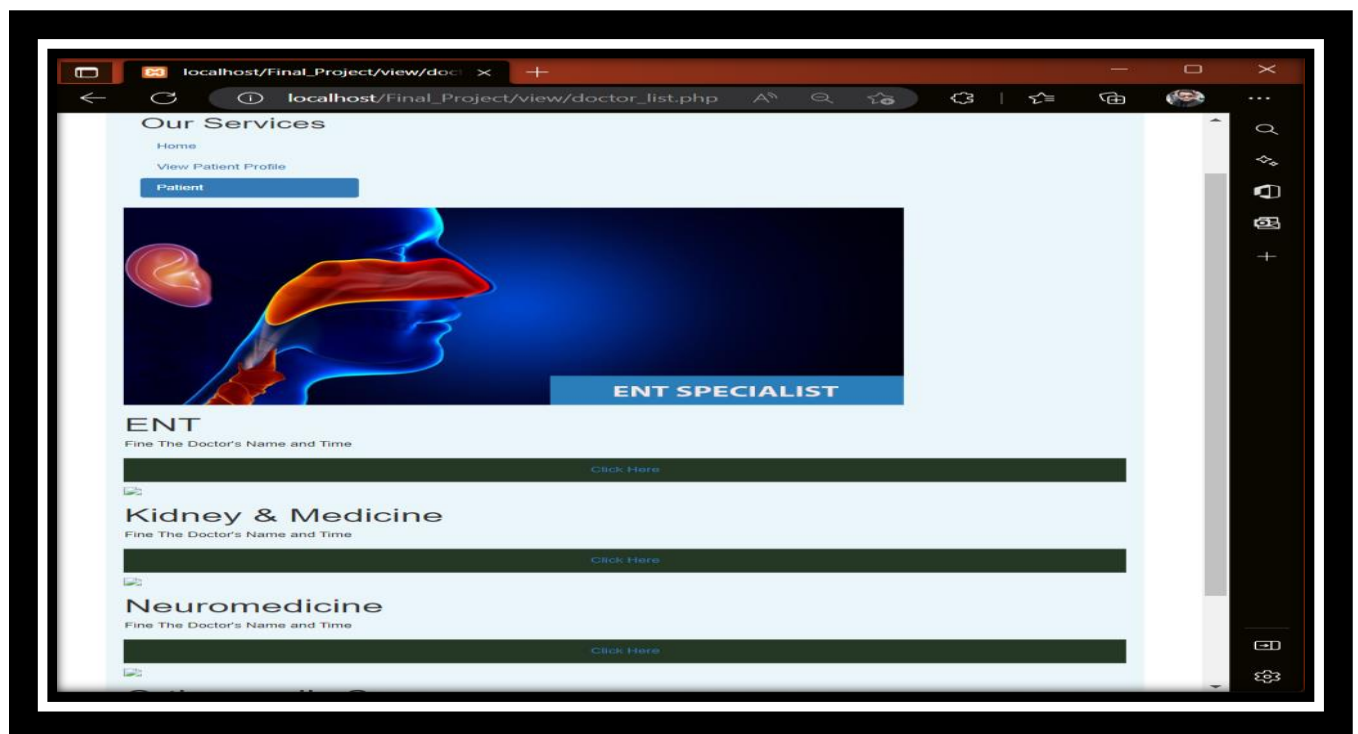 localhost/Final_Project/view/doc
localhost/Final_Project/view/doctor_list.php
Our Services
Home
View Patient Profile
Patient
ENT SPECIALIST
ENT
Fine The Doctor's Name and Time
Click Here
Kidney & Medicine
Fine The Doctor's Name and Time
Click Here
Neuromedicine
Fine The Doctor's Name and Time
Click Here